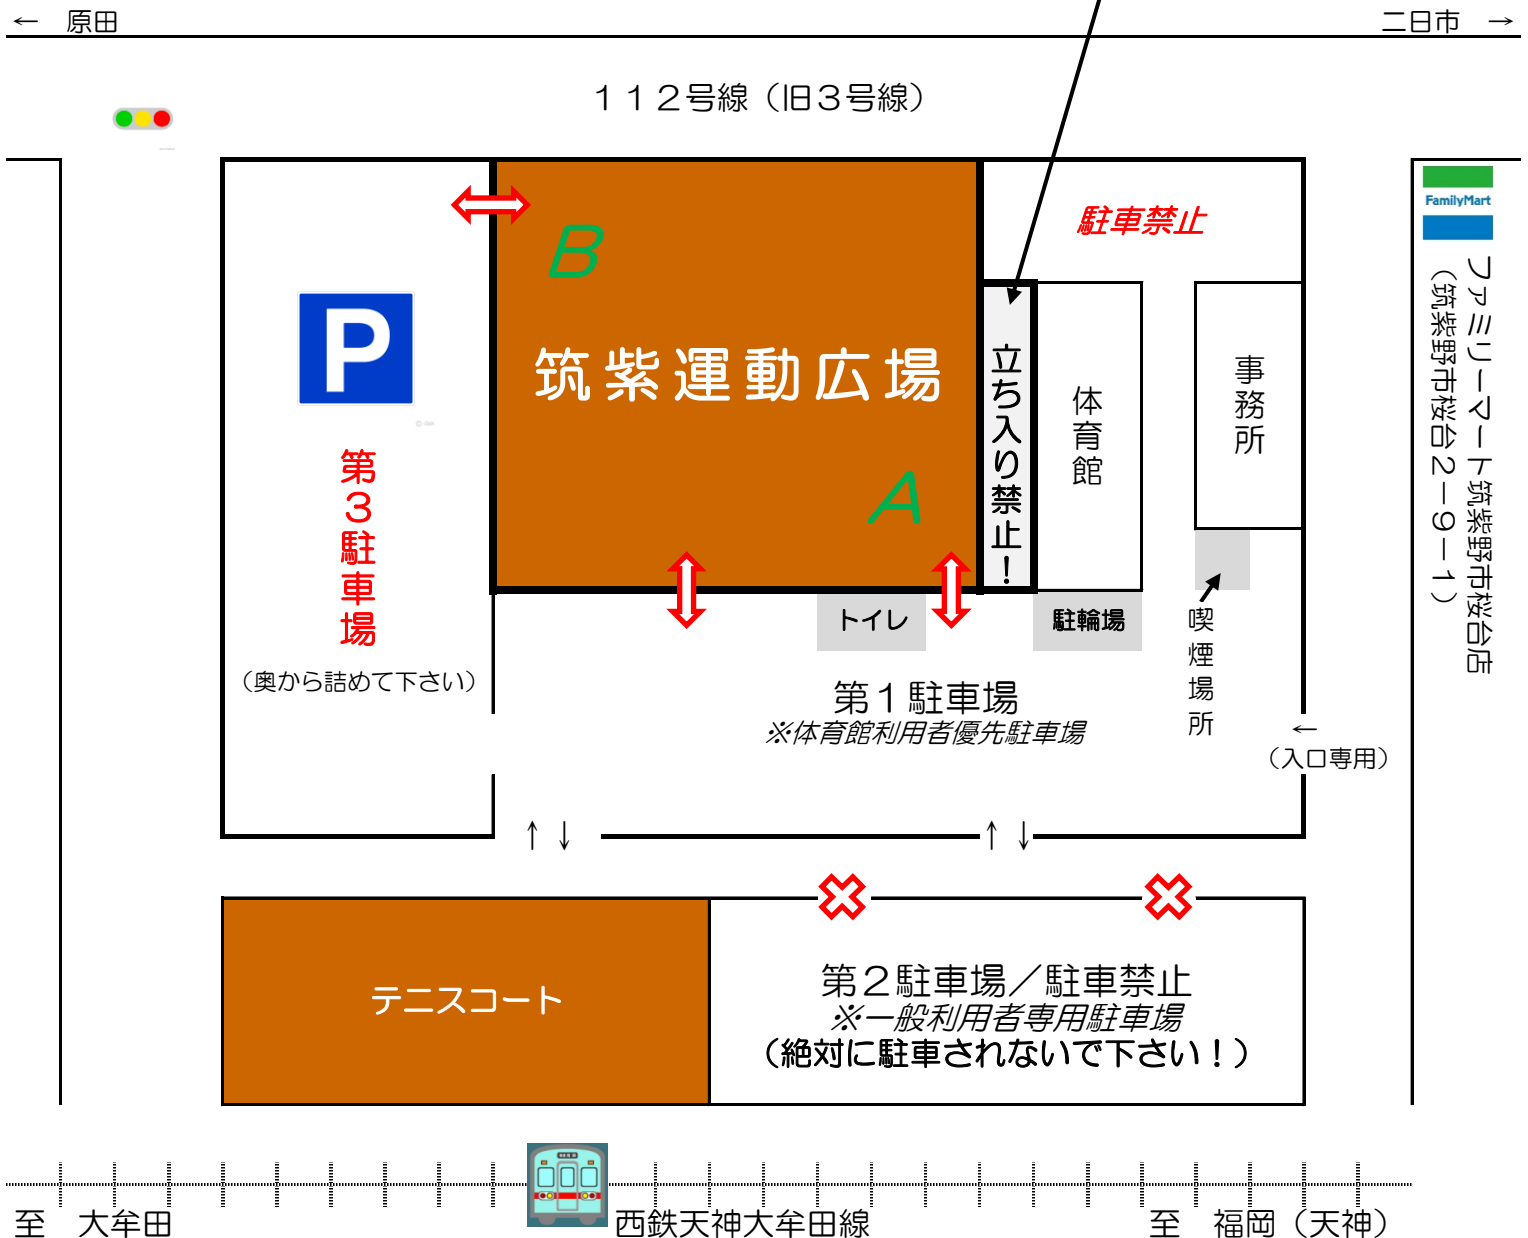 ← 原田
二日市 →
１１２号線（旧３号線）
FamilyMart
ファミリーマート筑紫野市桜台店
（筑紫野市桜台２－９－１）
駐車禁止
B
P
筑紫運動広場
立ち入り禁止！
体育館
事務所
A
第３駐車場
（奥から詰めて下さい）
トイレ
駐輪場
喫煙場所
第１駐車場
※体育館利用者優先駐車場
←
（入口専用）
↑ ↓
↑ ↓
テニスコート
第２駐車場／駐車禁止
※一般利用者専用駐車場
（絶対に駐車されないで下さい！）
至 大牟田
西鉄天神大牟田線
至 福岡（天神）